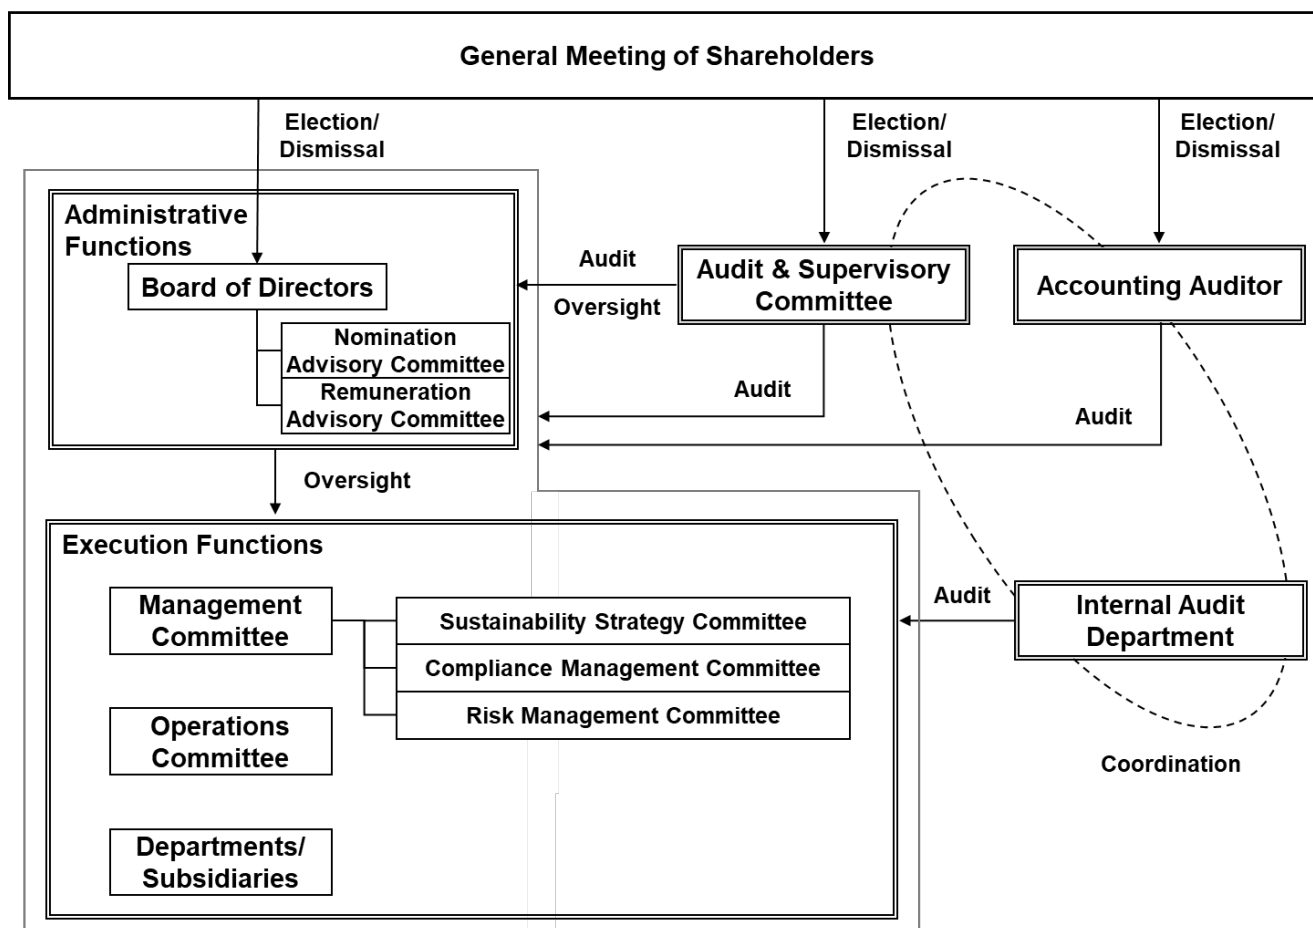 General Meeting of Shareholders
Election/
Dismissal
Election/
Dismissal
Election/
Dismissal
Administrative
Functions
Board of Directors
Nomination
Advisory Committee
Remuneration
Advisory Committee
Audit
Oversight
Audit & Supervisory
Committee
Accounting Auditor
Audit
Audit
Oversight
Execution Functions
Management
Committee
Sustainability Strategy Committee
Compliance Management Committee
Risk Management Committee
Operations
Committee
Departments/
Subsidiaries
Audit
Internal Audit
Department
Coordination